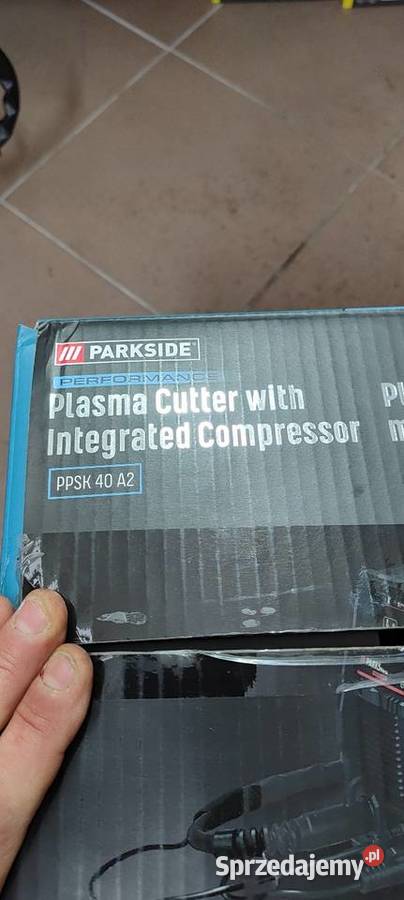 PARKSIDE
PERFORMANCE
Plasma Cutter with
Integrated Compressor
PPSK 40 A2
Sprzedajemy.pl